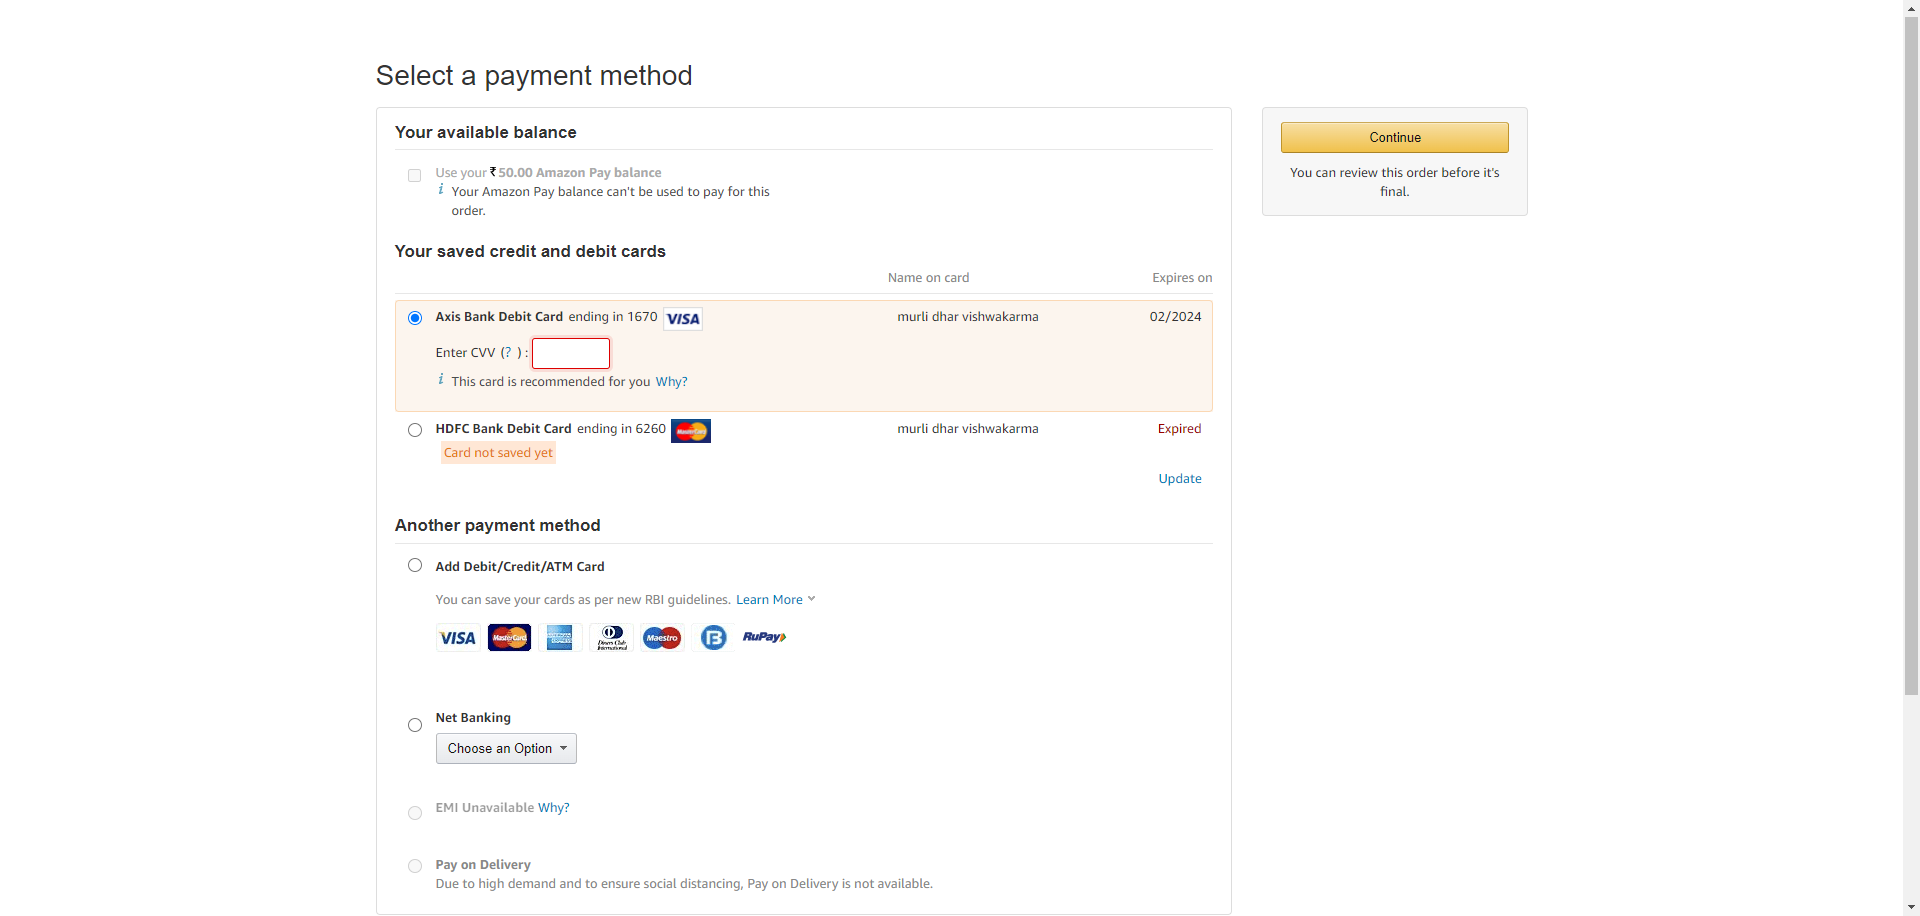 Select a payment method
Your available balance
Continue
Use your ₹50.00 Amazon Pay balance
i Your Amazon Pay balance can't be used to pay for this
order.
You can review this order before it's
final.
Your saved credit and debit cards
Name on card Expires on
Axis Bank Debit Card ending in 1670 VISA murli dhar vishwakarma 02/2024
Enter CVV (? ) :
i This card is recommended for you Why?
HDFC Bank Debit Card ending in 6260 MasterCard murli dhar vishwakarma Expired
Card not saved yet
Update
Another payment method
Add Debit/Credit/ATM Card
You can save your cards as per new RBI guidelines. Learn More
VISA MasterCard AMERICAN EXPRESS Diners Club International Maestro B RuPay
Net Banking
Choose an Option
EMI Unavailable Why?
Pay on Delivery
Due to high demand and to ensure social distancing, Pay on Delivery is not available.